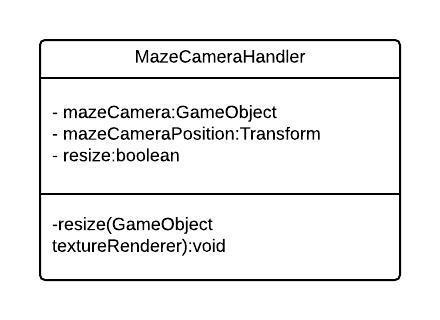 MazeCameraHandler
- mazeCamera:GameObject
- mazeCameraPosition:Transform
- resize:boolean
-resize(GameObject
textureRenderer):void